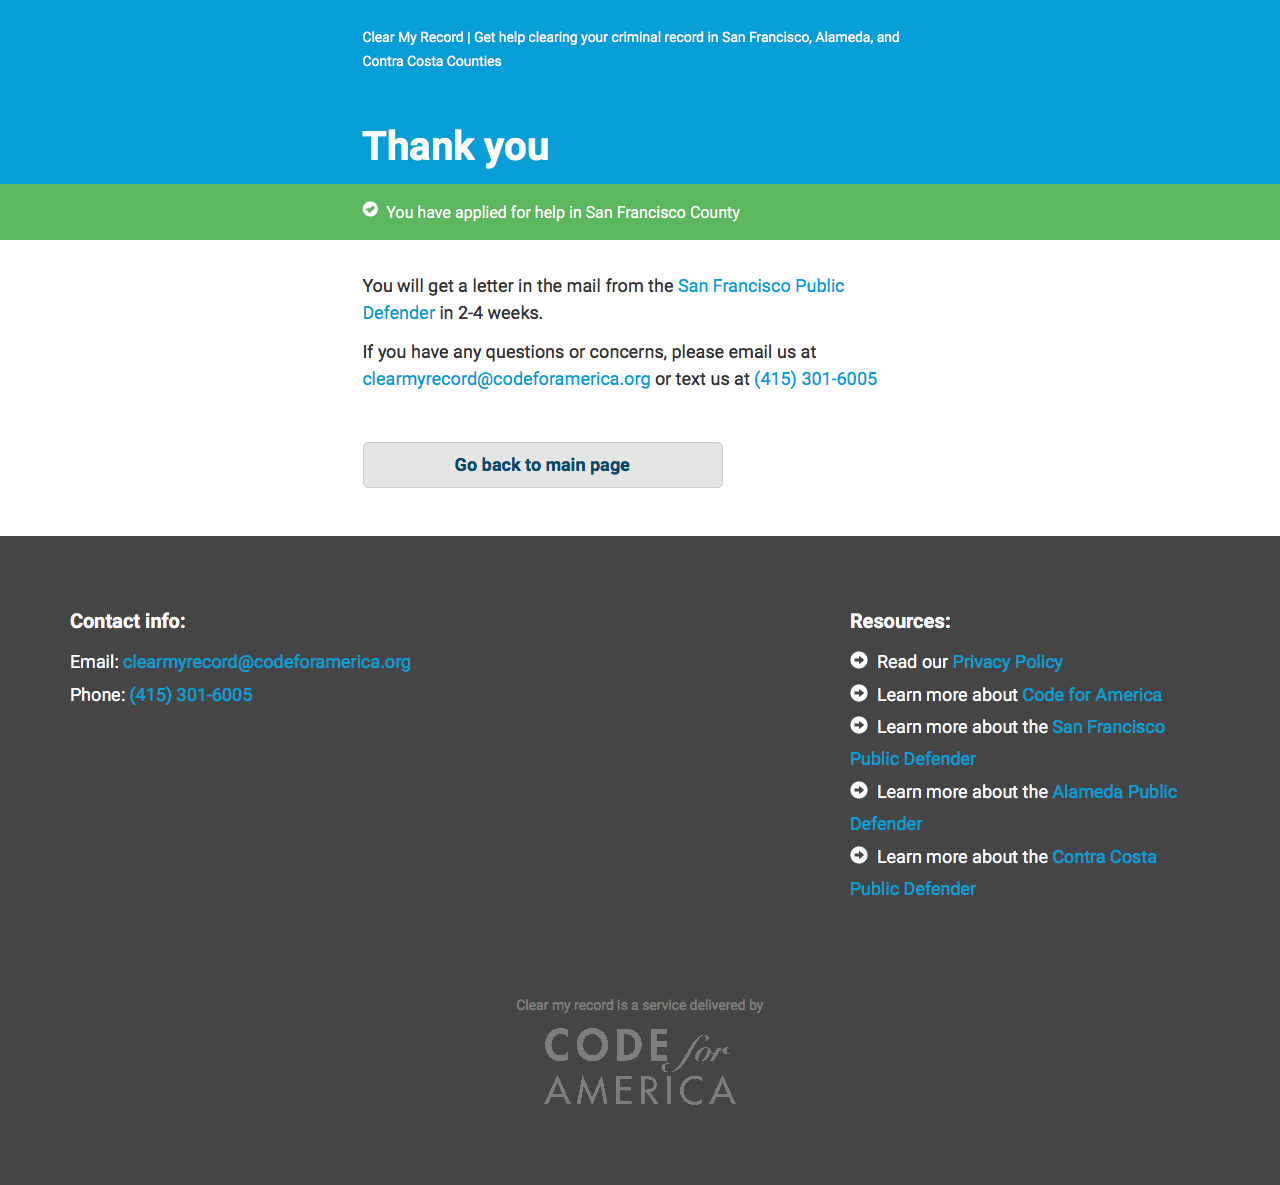 Clear My Record | Get help clearing your criminal record in San Francisco, Alameda, and
Contra Costa Counties
Thank you
You have applied for help in San Francisco County
You will get a letter in the mail from the San Francisco Public
Defender in 2-4 weeks.
If you have any questions or concerns, please email us at
clearmyrecord@codeforamerica.org or text us at (415) 301-6005
Go back to main page
Contact info:
Email: clearmyrecord@codeforamerica.org
Phone: (415) 301-6005
Resources:
Read our Privacy Policy
Learn more about Code for America
Learn more about the San Francisco
Public Defender
Learn more about the Alameda Public
Defender
Learn more about the Contra Costa
Public Defender
Clear my record is a service delivered by
CODE for
AMERICA